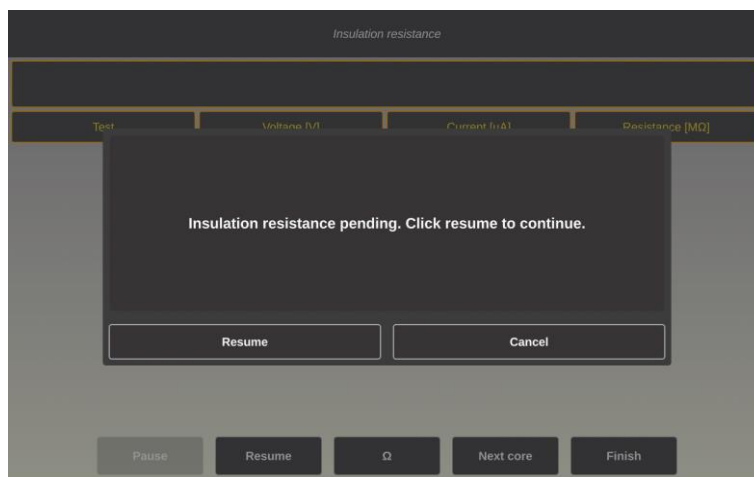 Insulation resistance
Test Voltage [V] Current [uA] Resistance [MΩ]
Insulation resistance pending. Click resume to continue.
Resume Cancel
Pause Resume Ω Next core Finish